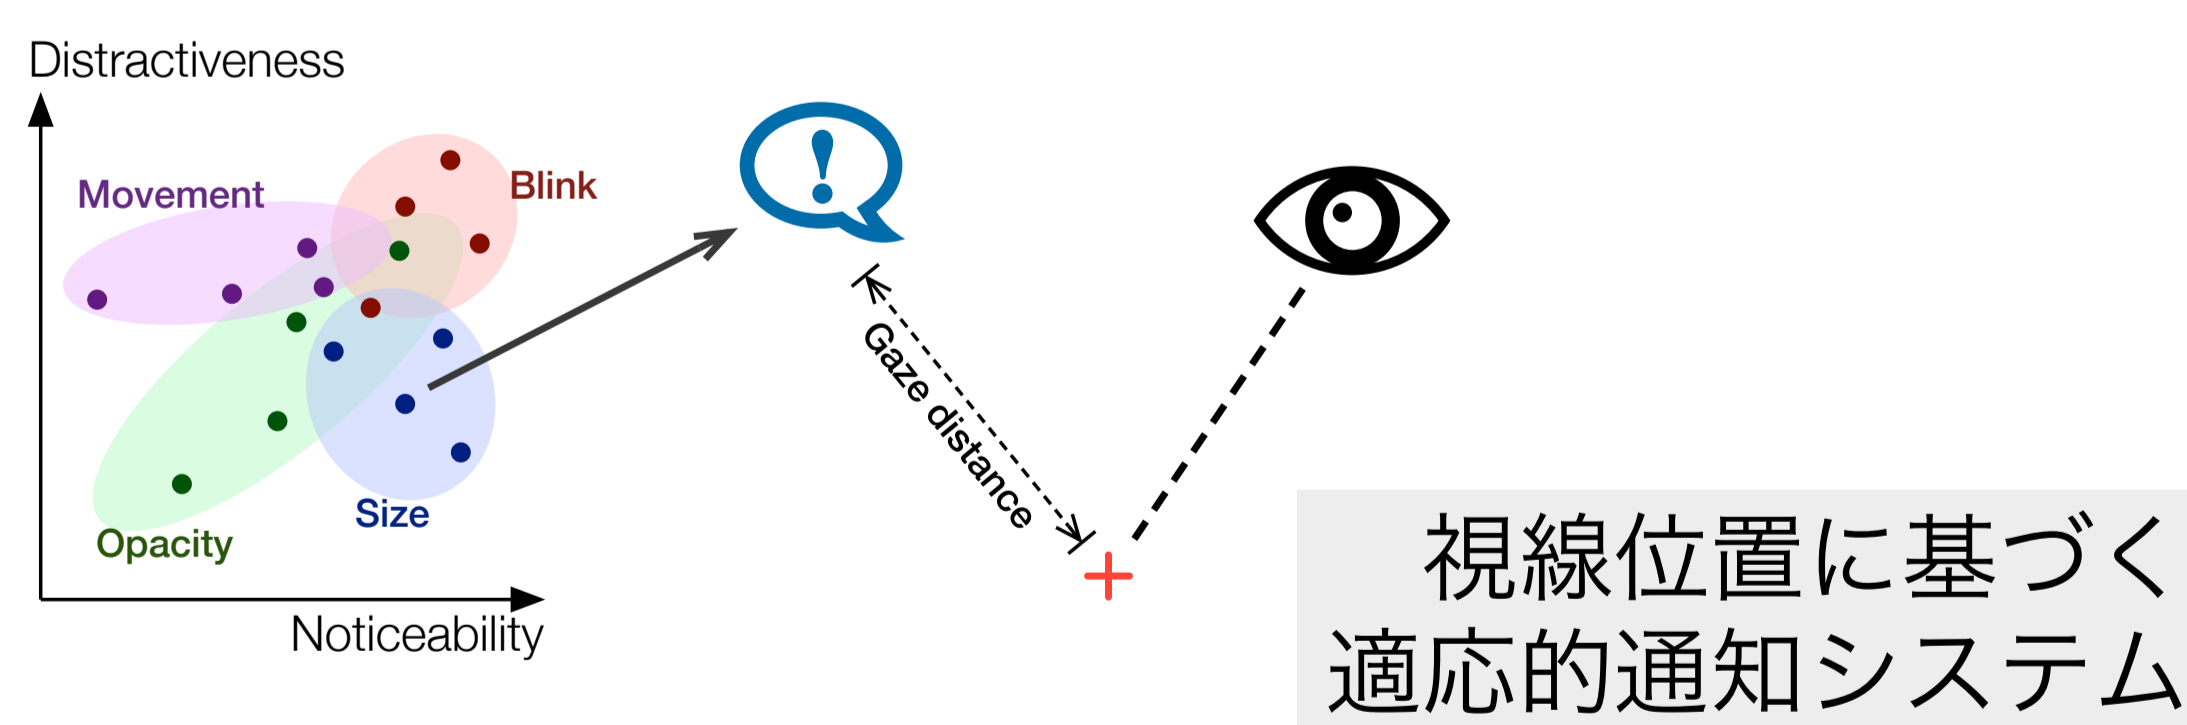 Distractiveness
Movement
Blink
Opacity
Size
Noticeability
!
Gaze distance
視線位置に基づく
適応的通知システム